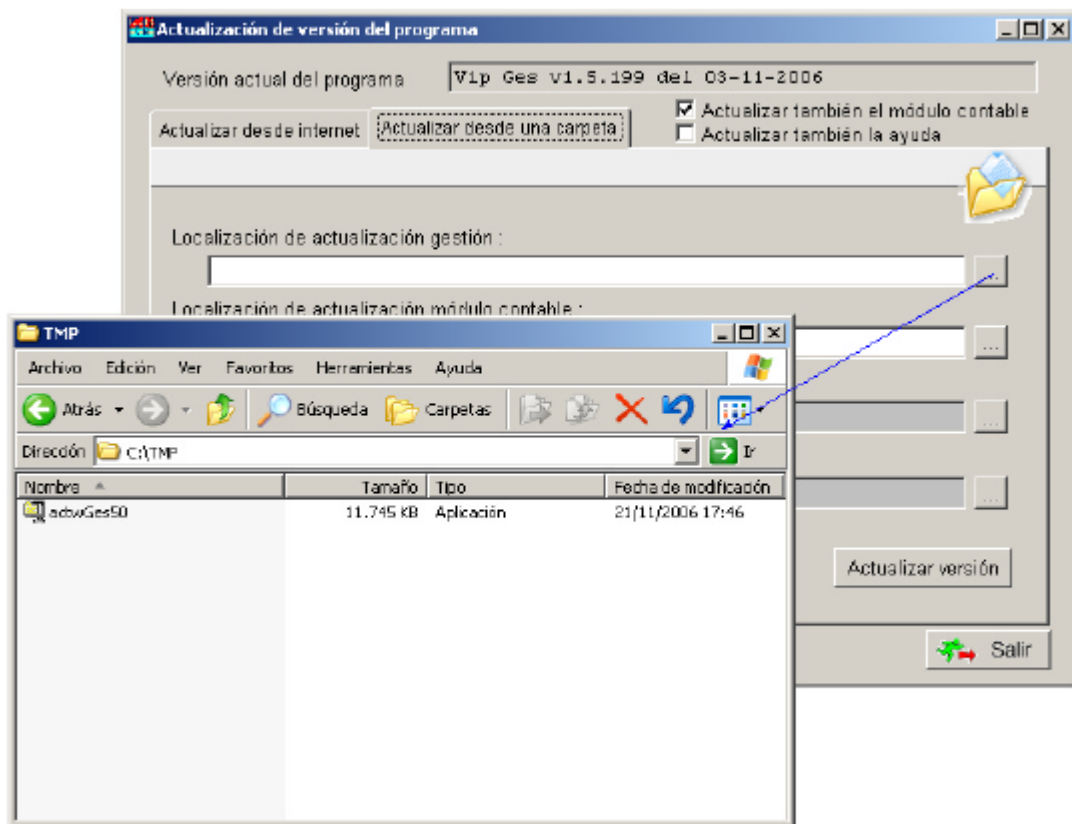 Actualización de versión del programa
Versión actual del programa
Vip Ges v1.5.199 del 03-11-2006
Actualizar desde internet
Actualizar desde una carpeta
Actualizar también el módulo contable
Actualizar también la ayuda
Localización de actualización gestión :
...
Localización de actualización módulo contable :
...
...
...
Actualizar versión
Salir
TMP
Archivo Edición Ver Favoritos Herramientas Ayuda
Atrás Búsqueda Carpetas
Dirección C:\TMP Ir
Nombre Tamaño Tipo Fecha de modificación
actwGes50 11.745 KB Aplicación 21/11/2006 17:46